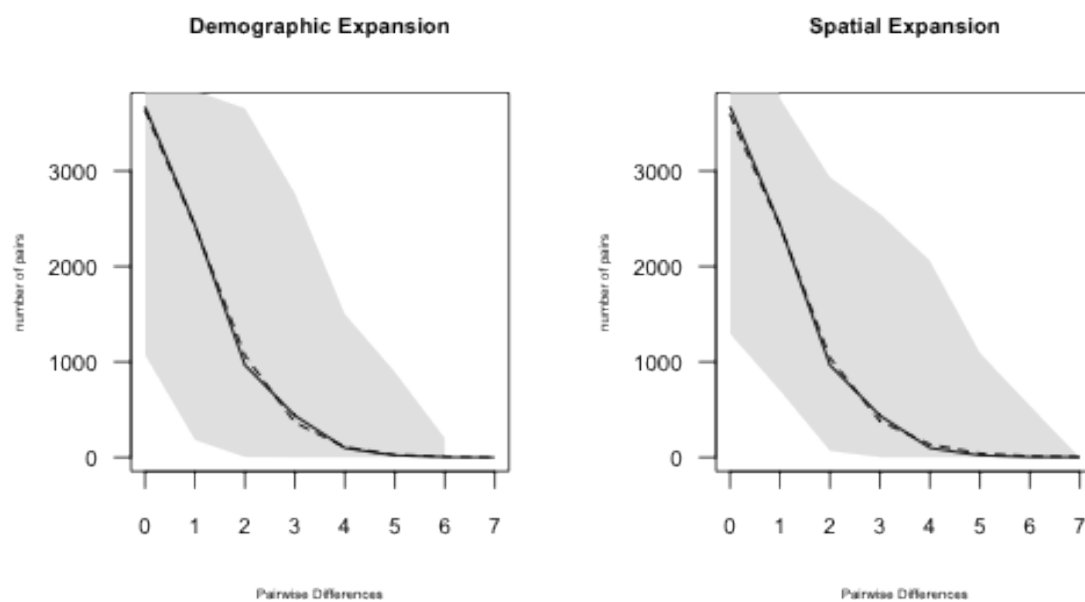 Demographic Expansion
number of pairs
3000
2000
1000
0
0 1 2 3 4 5 6 7
Pairwise Differences
Spatial Expansion
number of pairs
3000
2000
1000
0
0 1 2 3 4 5 6 7
Pairwise Differences